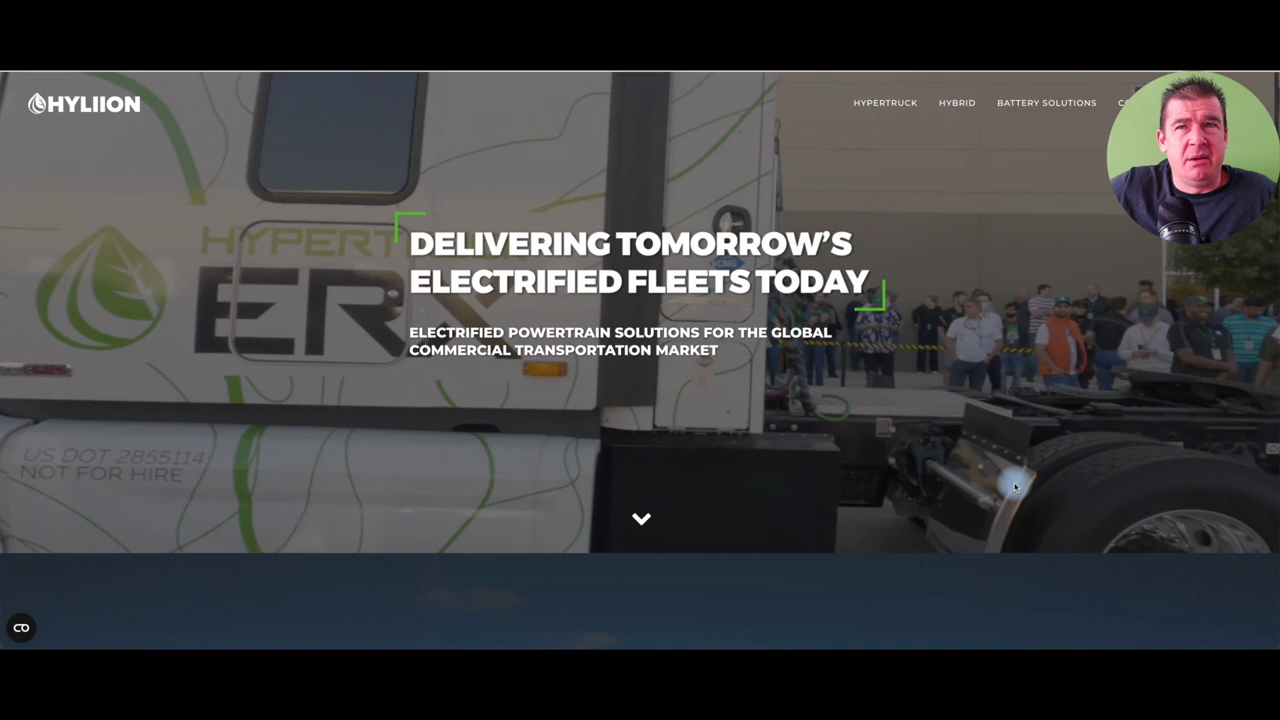 HYLIION
HYPERTRUCK
HYBRID
BATTERY SOLUTIONS
DELIVERING TOMORROW'S
ELECTRIFIED FLEETS TODAY
ELECTRIFIED POWERTRAIN SOLUTIONS FOR THE GLOBAL
COMMERCIAL TRANSPORTATION MARKET
HYPERT
ERX
US DOT 2855114
NOT FOR HIRE